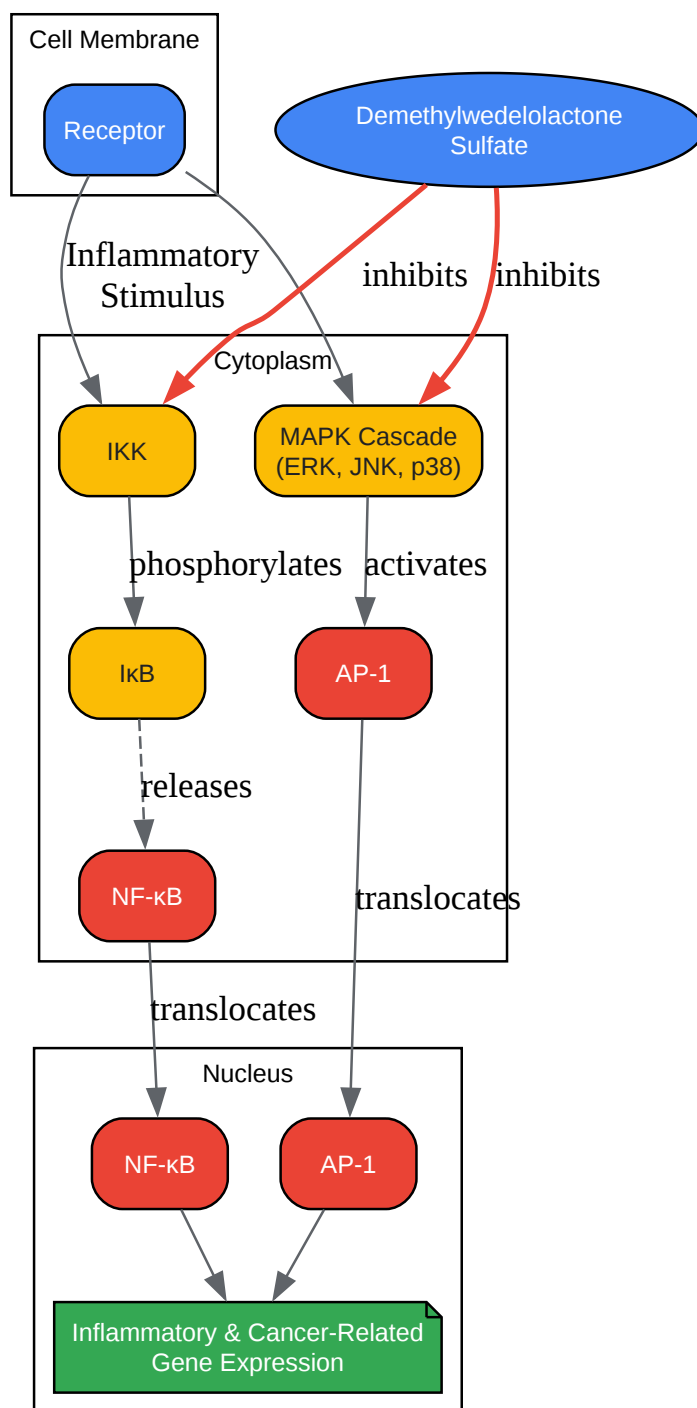 Cell Membrane
Receptor
Demethylwedelolactone
Sulfate
Inflammatory
Stimulus
inhibits
inhibits
Cytoplasm
IKK
MAPK Cascade
(ERK, JNK, p38)
phosphorylates
activates
IκB
AP-1
releases
NF-κB
translocates
translocates
Nucleus
NF-κB
AP-1
Inflammatory & Cancer-Related
Gene Expression